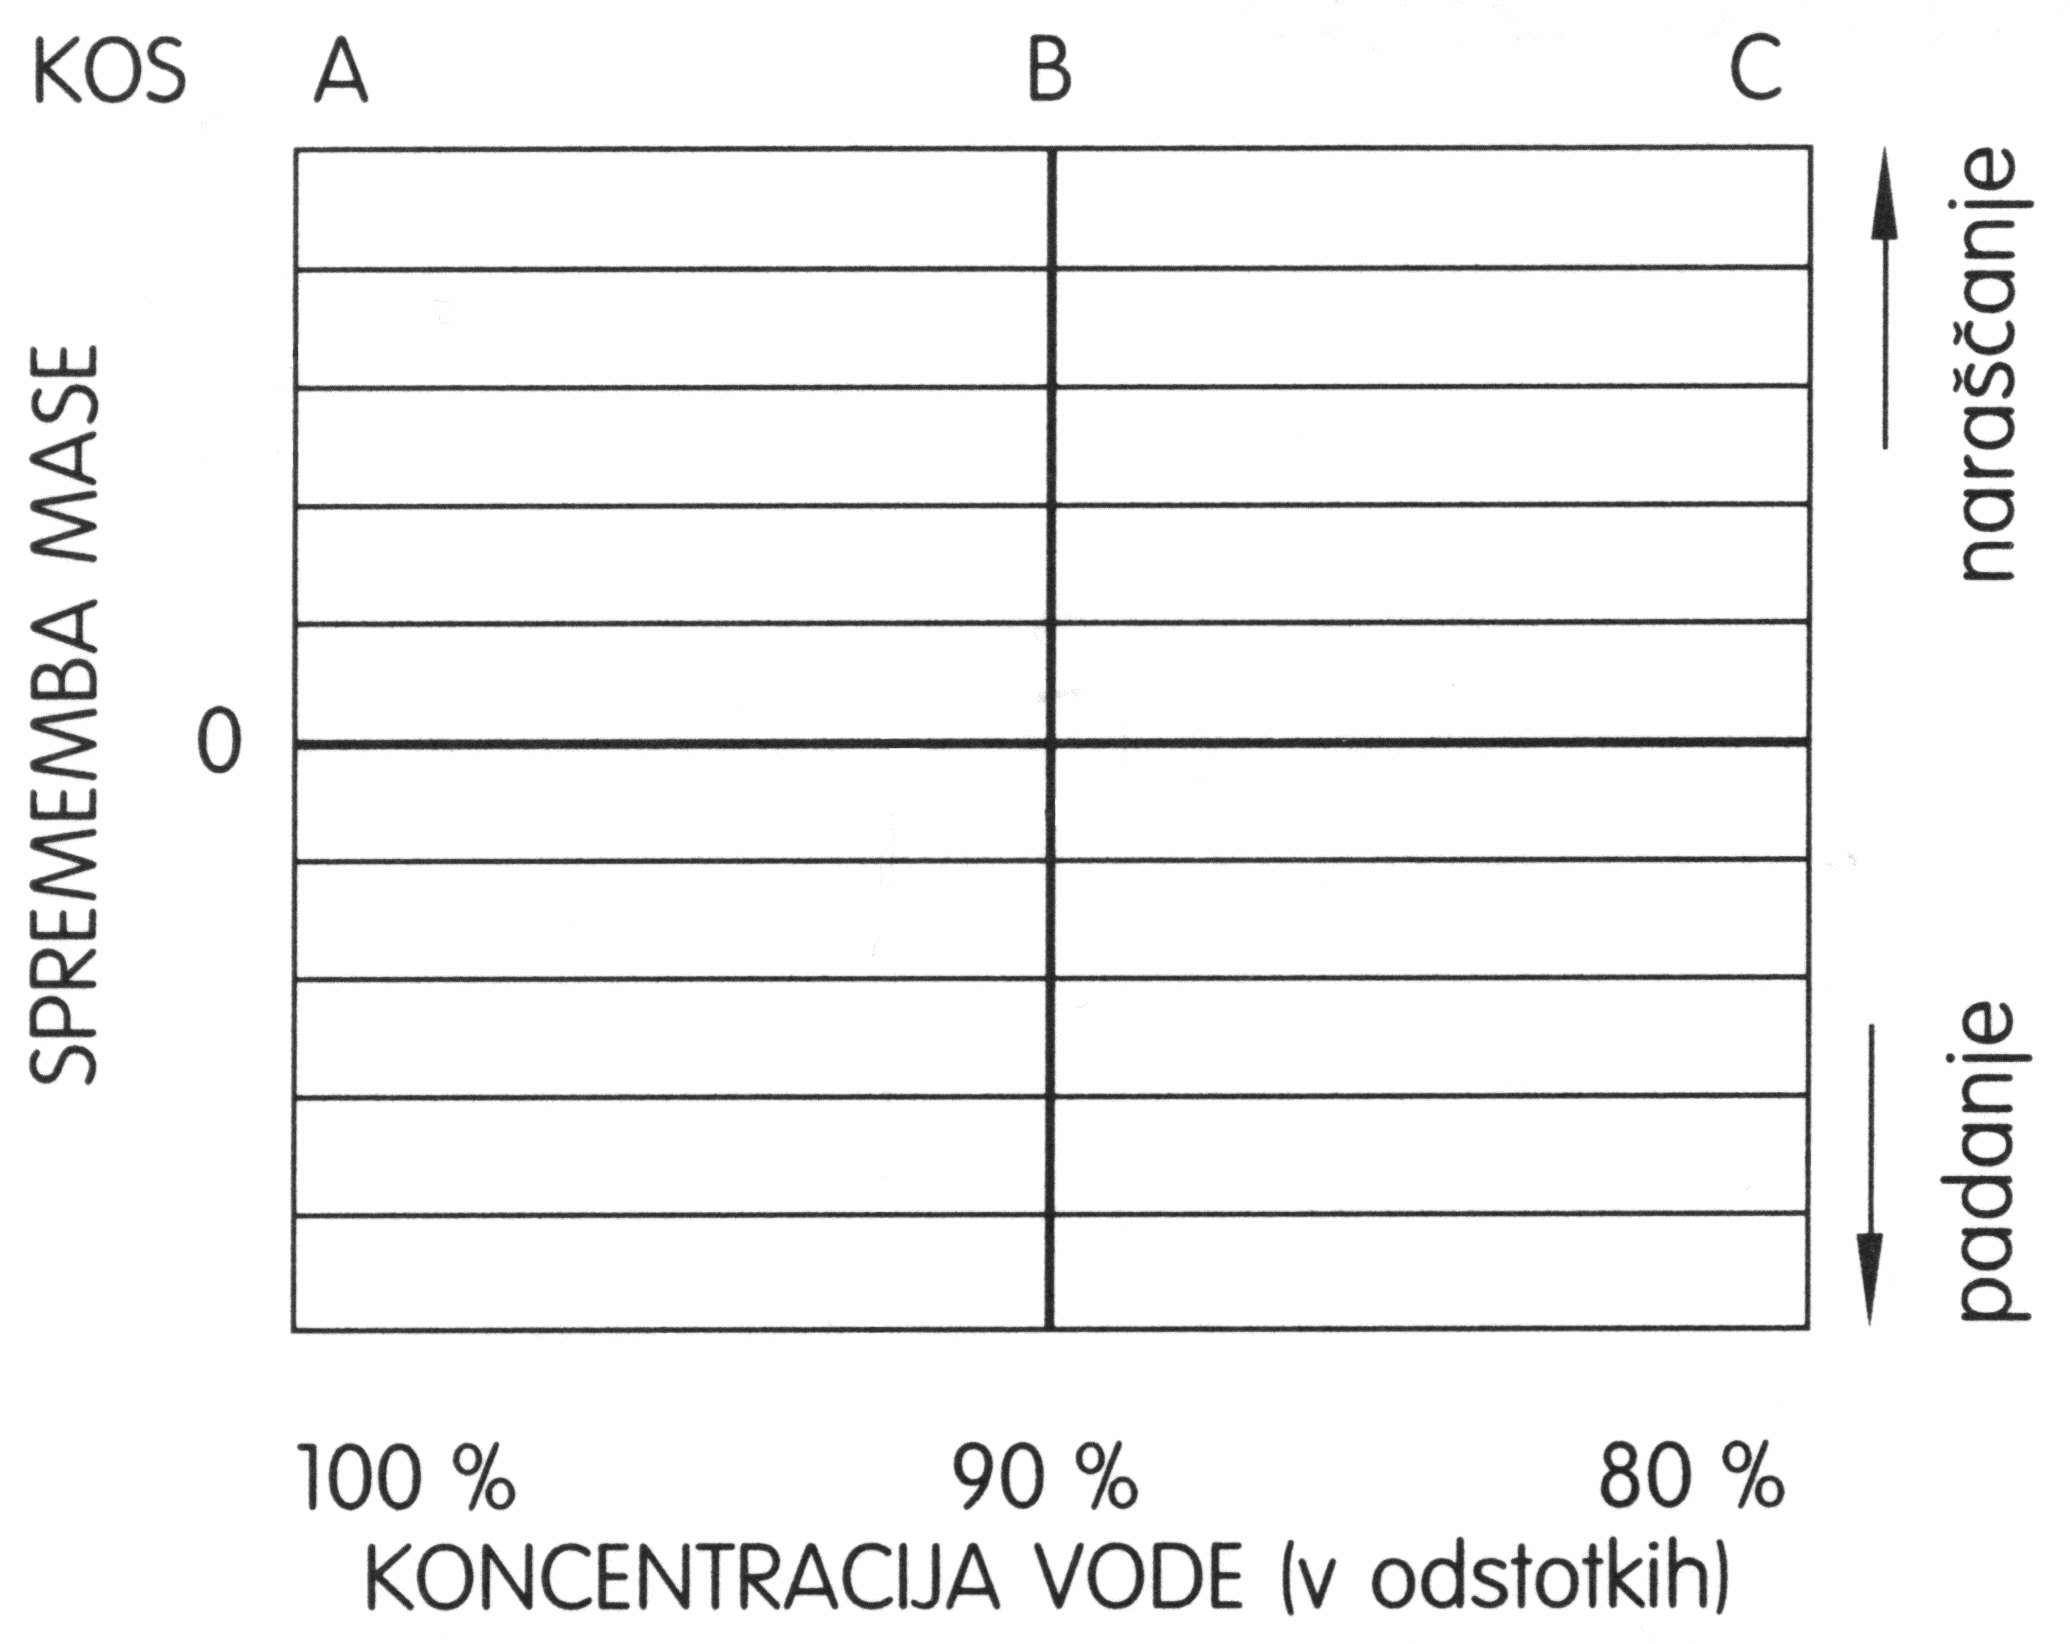 KOS A B C
naraščanje
SPREMEMBA MASE
0
padanje
100 % 90 % 80 %
KONCENTRACIJA VODE (v odstotkih)